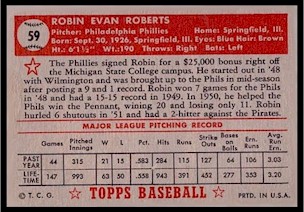 59
ROBIN EVAN ROBERTS
Pitcher: Philadelphia Phillies Home: Springfield, Ill.
Born: Sept. 30, 1926, Springfield, Ill. Eyes: Blue Hair: Brown
Ht.: 6'1½" Wt.: 190 Throws: Right Bats: Left
The Phillies signed Robin for a $25,000 bonus right off
the Michigan State College campus. He started out in '48
with Wilmington and was brought up to the Phils in mid-
season after posting a 9 and 1 record. Robin won 7 games for the Phils
in '48 and had a 15-15 record in 1949. In 1950, he helped
the Phils win the Pennant, winning 20 and losing only 11. Robin
hurled 6 shutouts in '51 and had a 2-hitter against the Pirates.
MAJOR LEAGUE PITCHING RECORD
Games Pitched Innings W L Pct. Hits Runs Strike Outs Bases on Balls Earn. Runs Earn. Run Avg.
PAST YEAR 44 315 21 15 .583 284 115 127 64 106 3.03
LIFE-TIME 147 993 63 50 .558 944 411 452 263 3.21
© T.C.G. TOPPS BASEBALL PRTD. IN U.S.A.